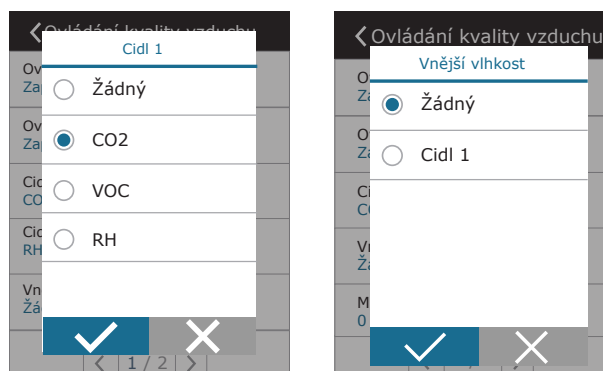 Ovládání kvality vzduchu
Cidl 1
Žádný
CO2
VOC
RH
1 / 2
Ovládání kvality vzduchu
Vnější vlhkost
Žádný
Cidl 1